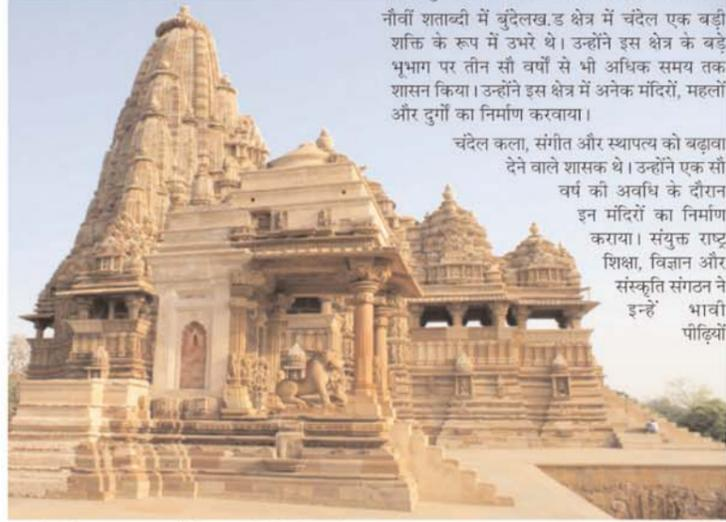 नौवीं शताब्दी में बुंदेलख.ड क्षेत्र में चंदेल एक बड़ी
शक्ति के रूप में उभरे थे। उन्होंने इस क्षेत्र के बड़े
भूभाग पर तीन सौ वर्षों से भी अधिक समय तक
शासन किया। उन्होंने इस क्षेत्र में अनेक मंदिरों, महलों
और दुर्गों का निर्माण करवाया।
चंदेल कला, संगीत और स्थापत्य को बढ़ावा
देने वाले शासक थे। उन्होंने एक सौ
वर्ष की अवधि के दौरान
इन मंदिरों का निर्माण
कराया। संयुक्त राष्ट्र
शिक्षा, विज्ञान और
संस्कृति संगठन ने
इन्हें भावी
पीढ़ियों